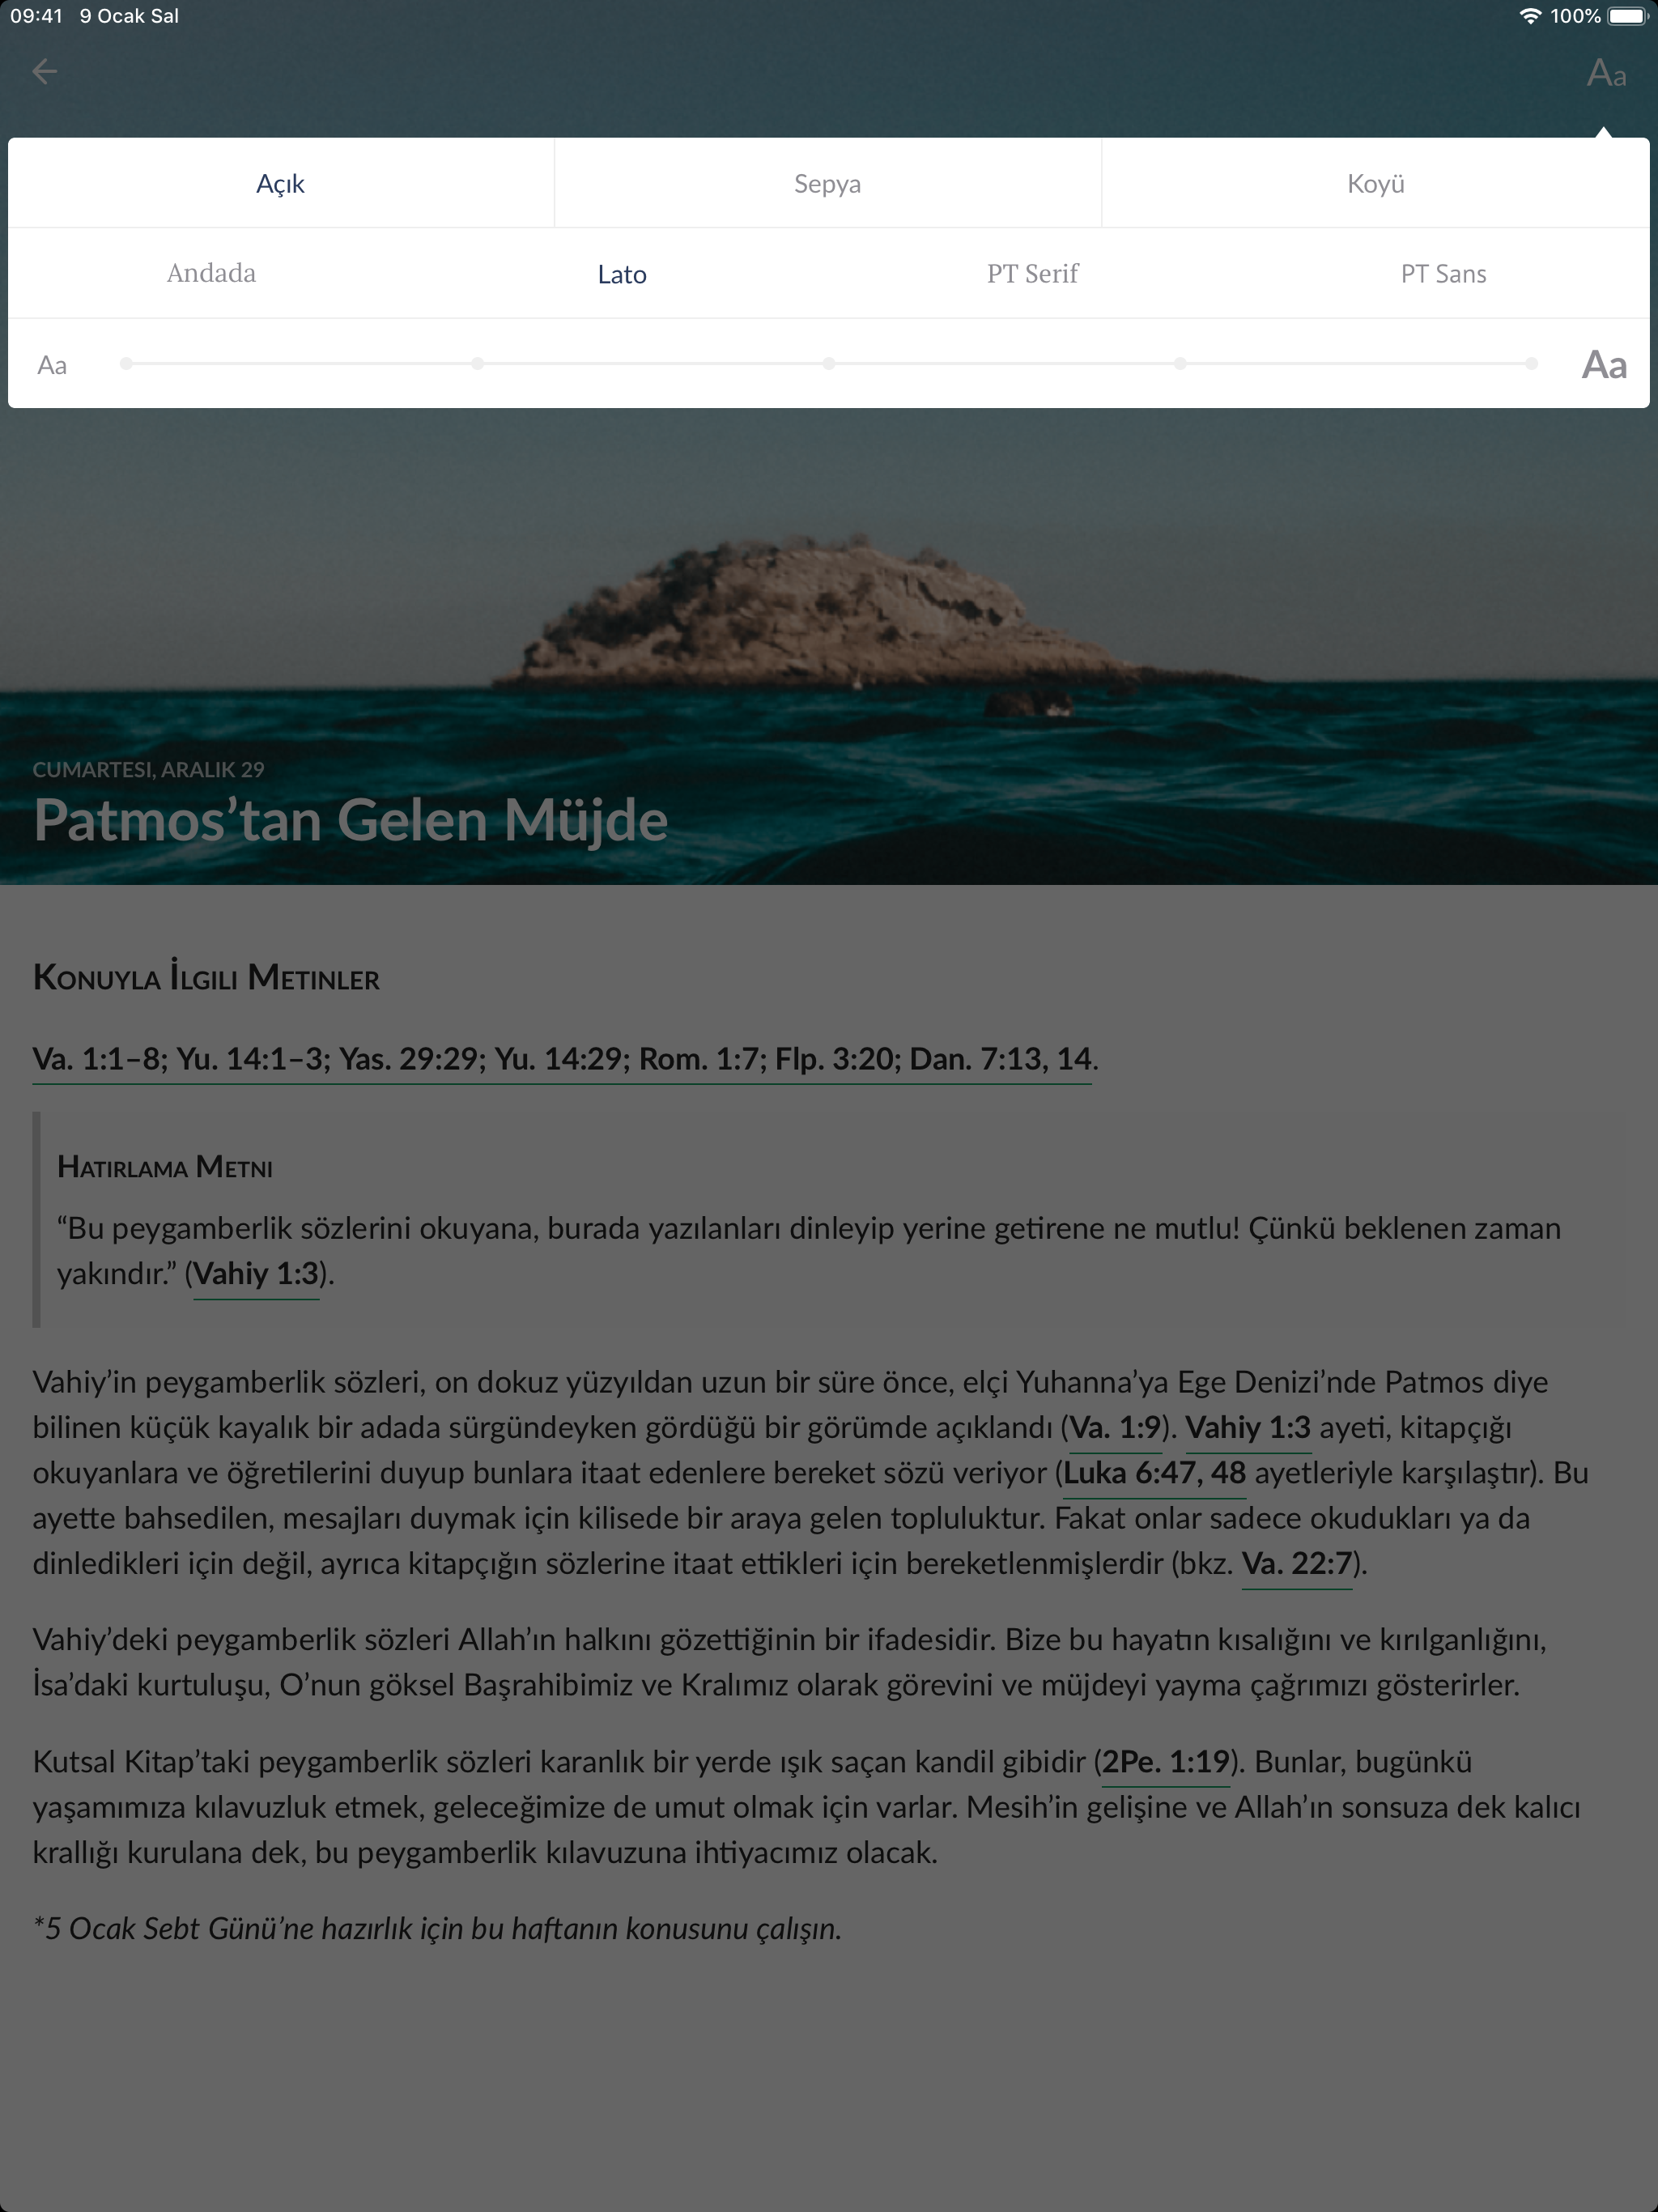 09:41 9 Ocak Sal
100%
Aa
Açık Sepya Koyü
Andada Lato PT Serif PT Sans
Aa Aa
CUMARTESI, ARALIK 29
Patmos’tan Gelen Müjde
Konuyla İlgili Metinler
Va. 1:1–8; Yu. 14:1–3; Yas. 29:29; Yu. 14:29; Rom. 1:7; Flp. 3:20; Dan. 7:13, 14.
Hatırlama Metni
“Bu peygamberlik sözlerini okuyana, burada yazılanları dinleyip yerine getirene ne mutlu! Çünkü beklenen zaman
yakındır.” (Vahiy 1:3).
Vahiy’in peygamberlik sözleri, on dokuz yüzyıldan uzun bir süre önce, elçi Yuhanna’ya Ege Denizi’nde Patmos diye
bilinen küçük kayalık bir adada sürgündeyken gördüğü bir görümde açıklandı (Va. 1:9). Vahiy 1:3 ayeti, kitapçığı
okuyanlara ve öğretilerini duyup bunlara itaat edenlere bereket sözü veriyor (Luka 6:47, 48 ayetleriyle karşılaştır). Bu
ayette bahsedilen, mesajları duymak için kilisede bir araya gelen topluluktur. Fakat onlar sadece okudukları ya da
dinledikleri için değil, ayrıca kitapçığın sözlerine itaat ettikleri için bereketlenmişlerdir (bkz. Va. 22:7).
Vahiy’deki peygamberlik sözleri Allah’ın halkını gözettiğinin bir ifadesidir. Bize bu hayatın kısalığını ve kırılganlığını,
İsa’daki kurtuluşu, O’nun göksel Başrahibimiz ve Kralımız olarak görevini ve müjdeyi yayma çağrımızı gösterirler.
Kutsal Kitap’taki peygamberlik sözleri karanlık bir yerde ışık saçan kandil gibidir (2Pe. 1:19). Bunlar, bugünkü
yaşamımıza kılavuzluk etmek, geleceğimize de umut olmak için varlar. Mesih’in gelişine ve Allah’ın sonsuza dek kalıcı
krallığı kurulana dek, bu peygamberlik kılavuzuna ihtiyacımız olacak.
*5 Ocak Sebt Günü’ne hazırlık için bu haftanın konusunu çalışın.